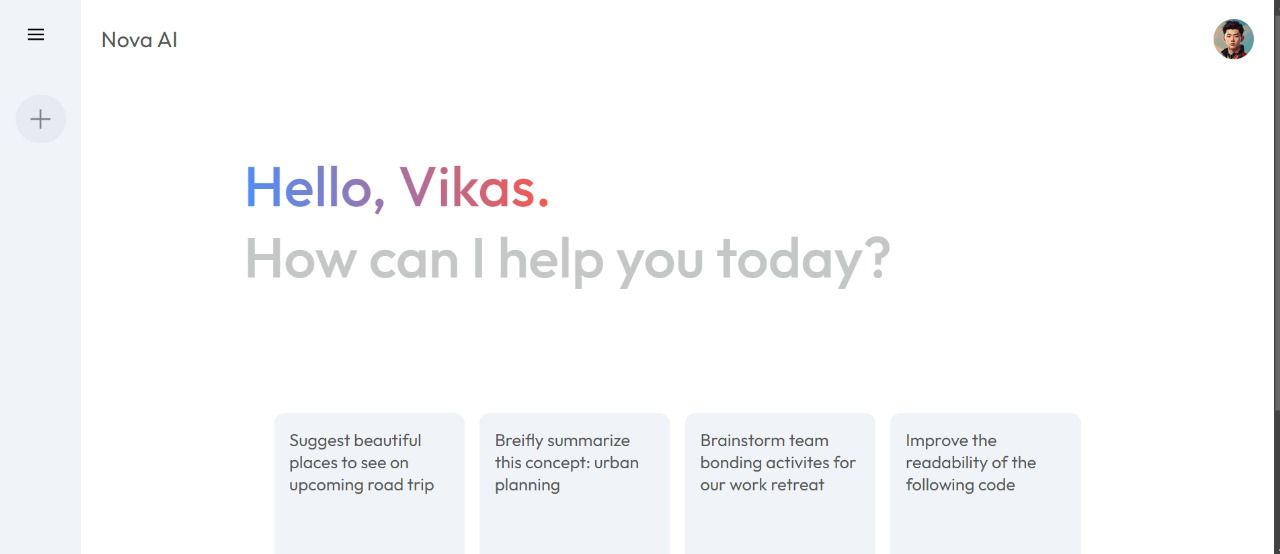 Nova AI
Hello, Vikas.
How can I help you today?
Suggest beautiful
places to see on
upcoming road trip
Breifly summarize
this concept: urban
planning
Brainstorm team
bonding activites for
our work retreat
Improve the
readability of the
following code